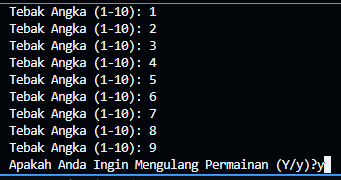 Tebak Angka (1-10): 1
Tebak Angka (1-10): 2
Tebak Angka (1-10): 3
Tebak Angka (1-10): 4
Tebak Angka (1-10): 5
Tebak Angka (1-10): 6
Tebak Angka (1-10): 7
Tebak Angka (1-10): 8
Tebak Angka (1-10): 9
Apakah Anda Ingin Mengulang Permainan (Y/y)?y